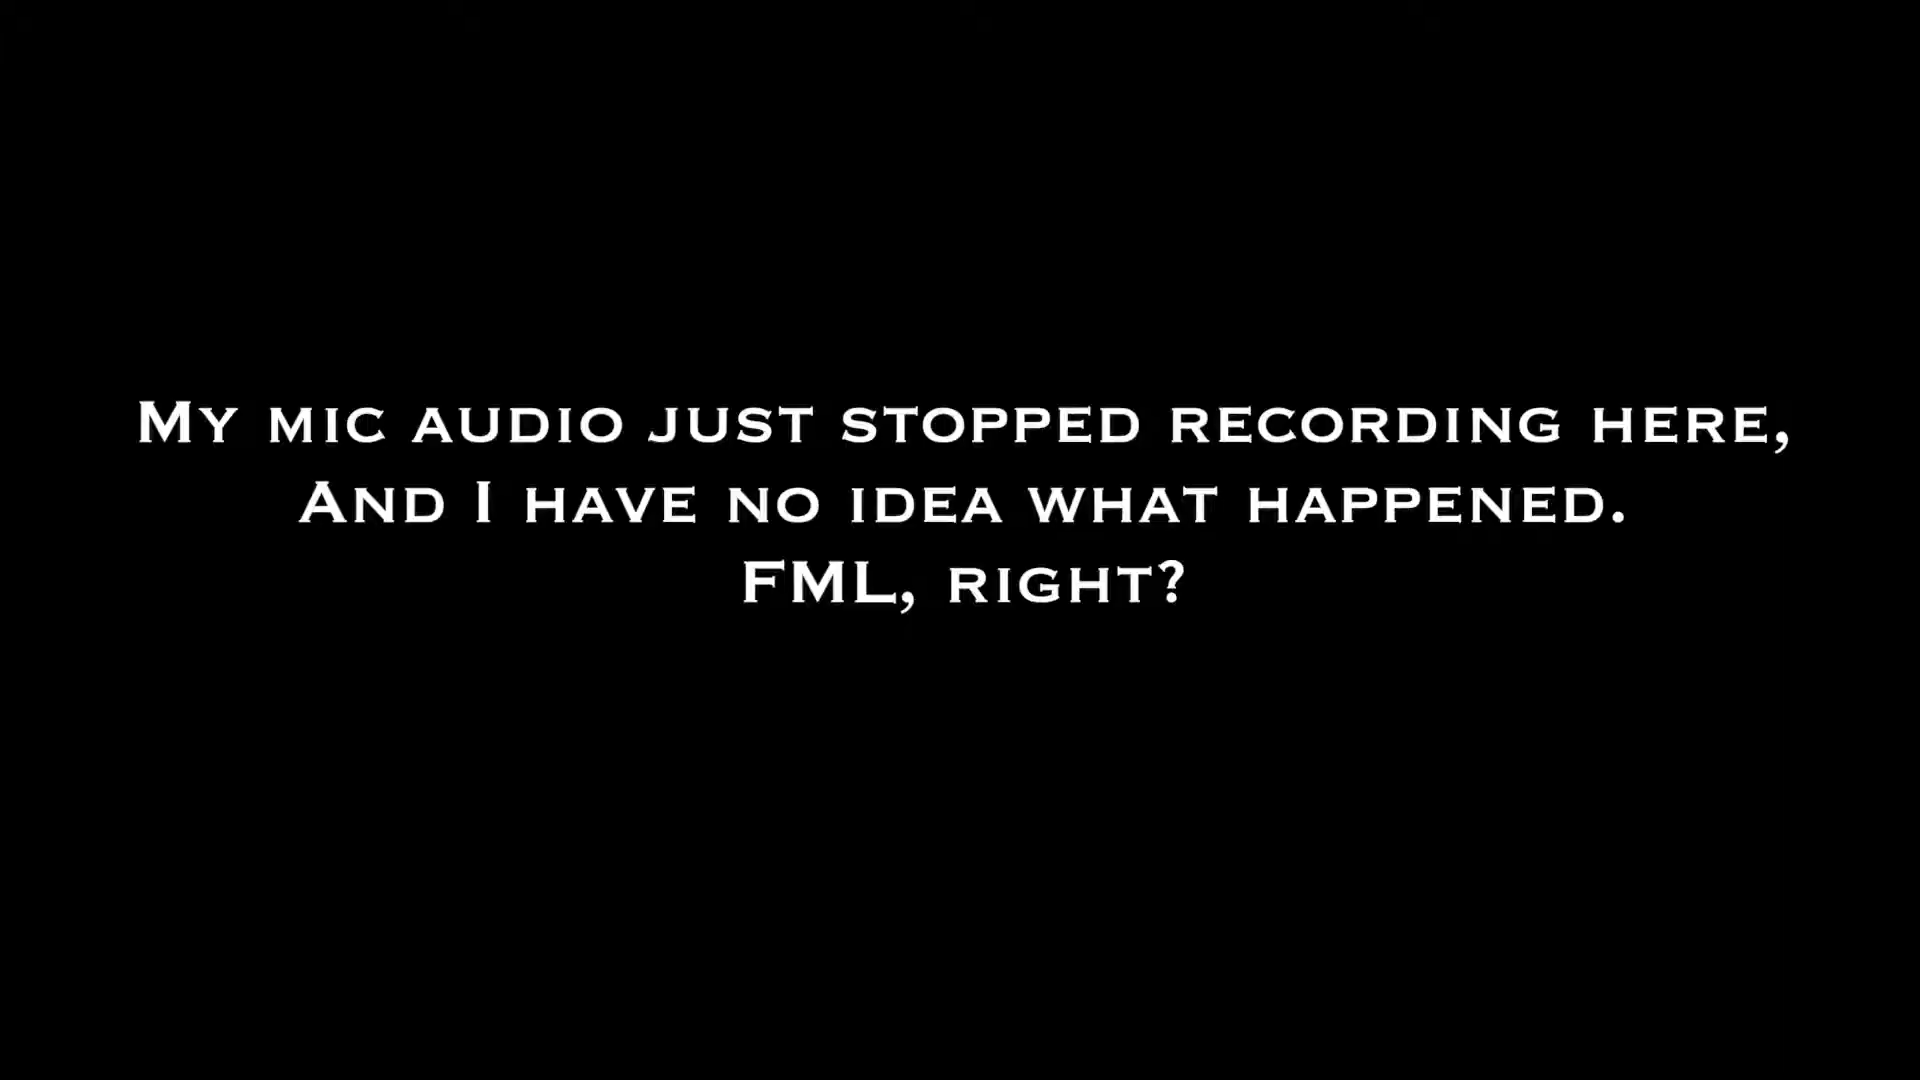 My mic audio just stopped recording here,
And I have no idea what happened.
FML, right?